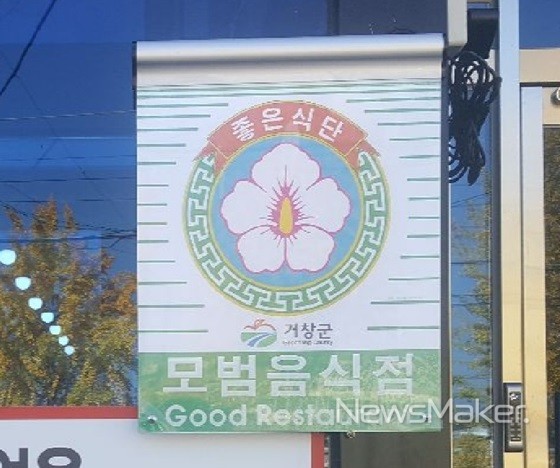 좋은식단
거창군
모범음식점
Good Resta
NewsMaker.